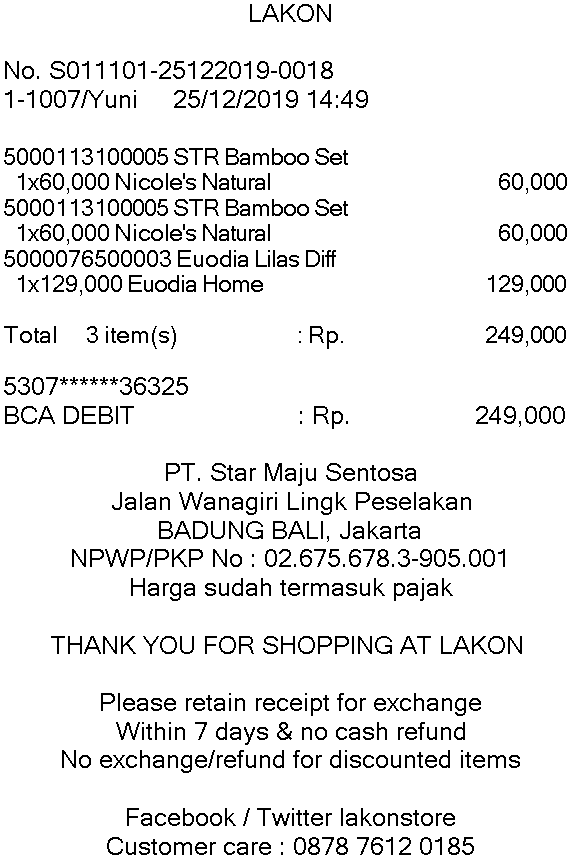 LAKON
No. S011101-25122019-0018
1-1007/Yuni 25/12/2019 14:49
5000113100005 STR Bamboo Set
1x60,000 Nicole's Natural 60,000
5000113100005 STR Bamboo Set
1x60,000 Nicole's Natural 60,000
5000076500003 Euodia Lilas Diff
1x129,000 Euodia Home 129,000
Total 3 item(s) : Rp. 249,000
5307******36325
BCA DEBIT : Rp. 249,000
PT. Star Maju Sentosa
Jalan Wanagiri Lingk Peselakan
BADUNG BALI, Jakarta
NPWP/PKP No : 02.675.678.3-905.001
Harga sudah termasuk pajak
THANK YOU FOR SHOPPING AT LAKON
Please retain receipt for exchange
Within 7 days & no cash refund
No exchange/refund for discounted items
Facebook / Twitter lakonstore
Customer care : 0878 7612 0185